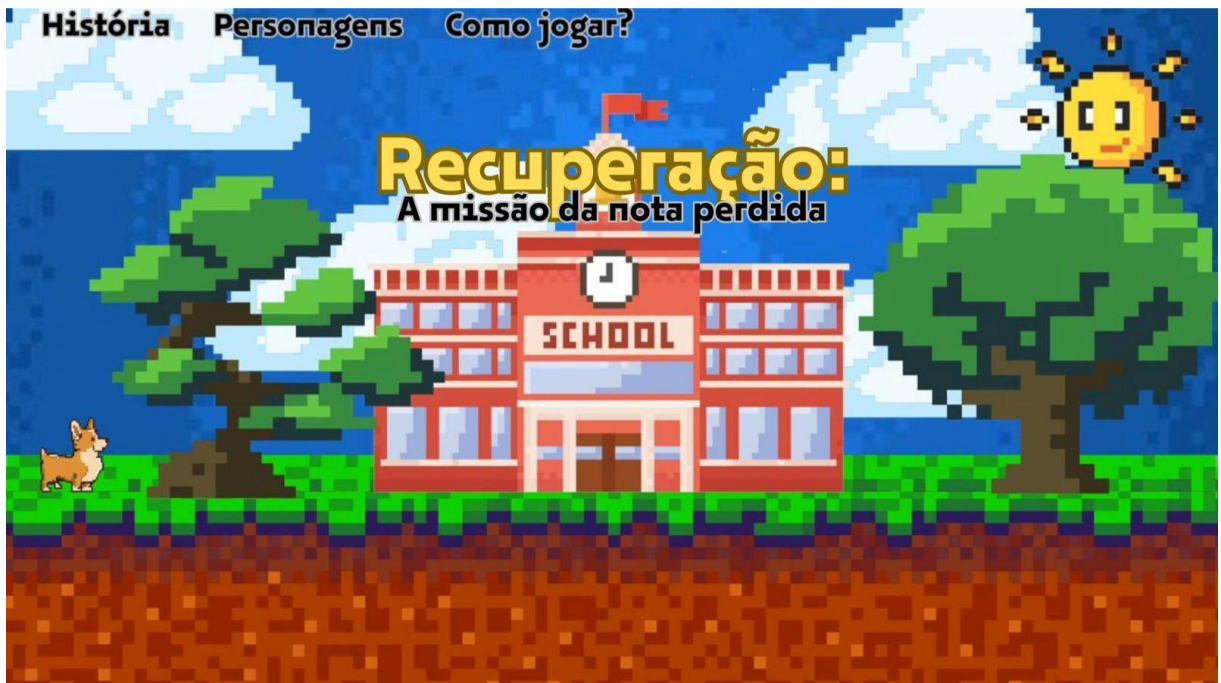 História Personagens Como jogar?
Recuperação:
A missão da nota perdida
SCHOOL